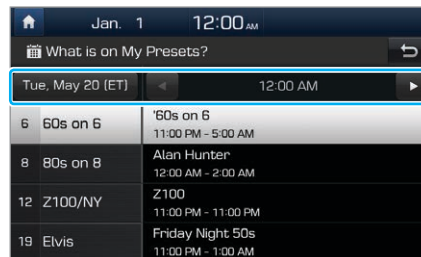 Jan. 1 12:00 AM
What is on My Presets?
Tue, May 20 (ET) 12:00 AM
6 60s on 6 '60s on 6
11:00 PM - 5:00 AM
8 80s on 8 Alan Hunter
12:00 AM - 2:00 AM
12 Z100/NY Z100
11:00 PM - 11:00 PM
19 Elvis Friday Night 50s
11:00 PM - 1:00 AM